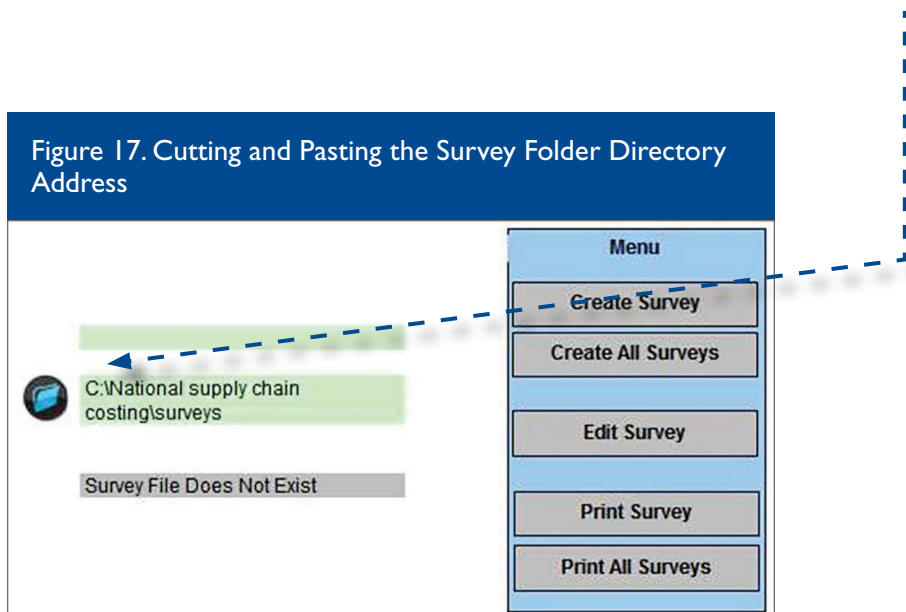 Figure 17. Cutting and Pasting the Survey Folder Directory
Address
Menu
Create Survey
Create All Surveys
C:\National supply chain
costing\surveys
Edit Survey
Survey File Does Not Exist
Print Survey
Print All Surveys